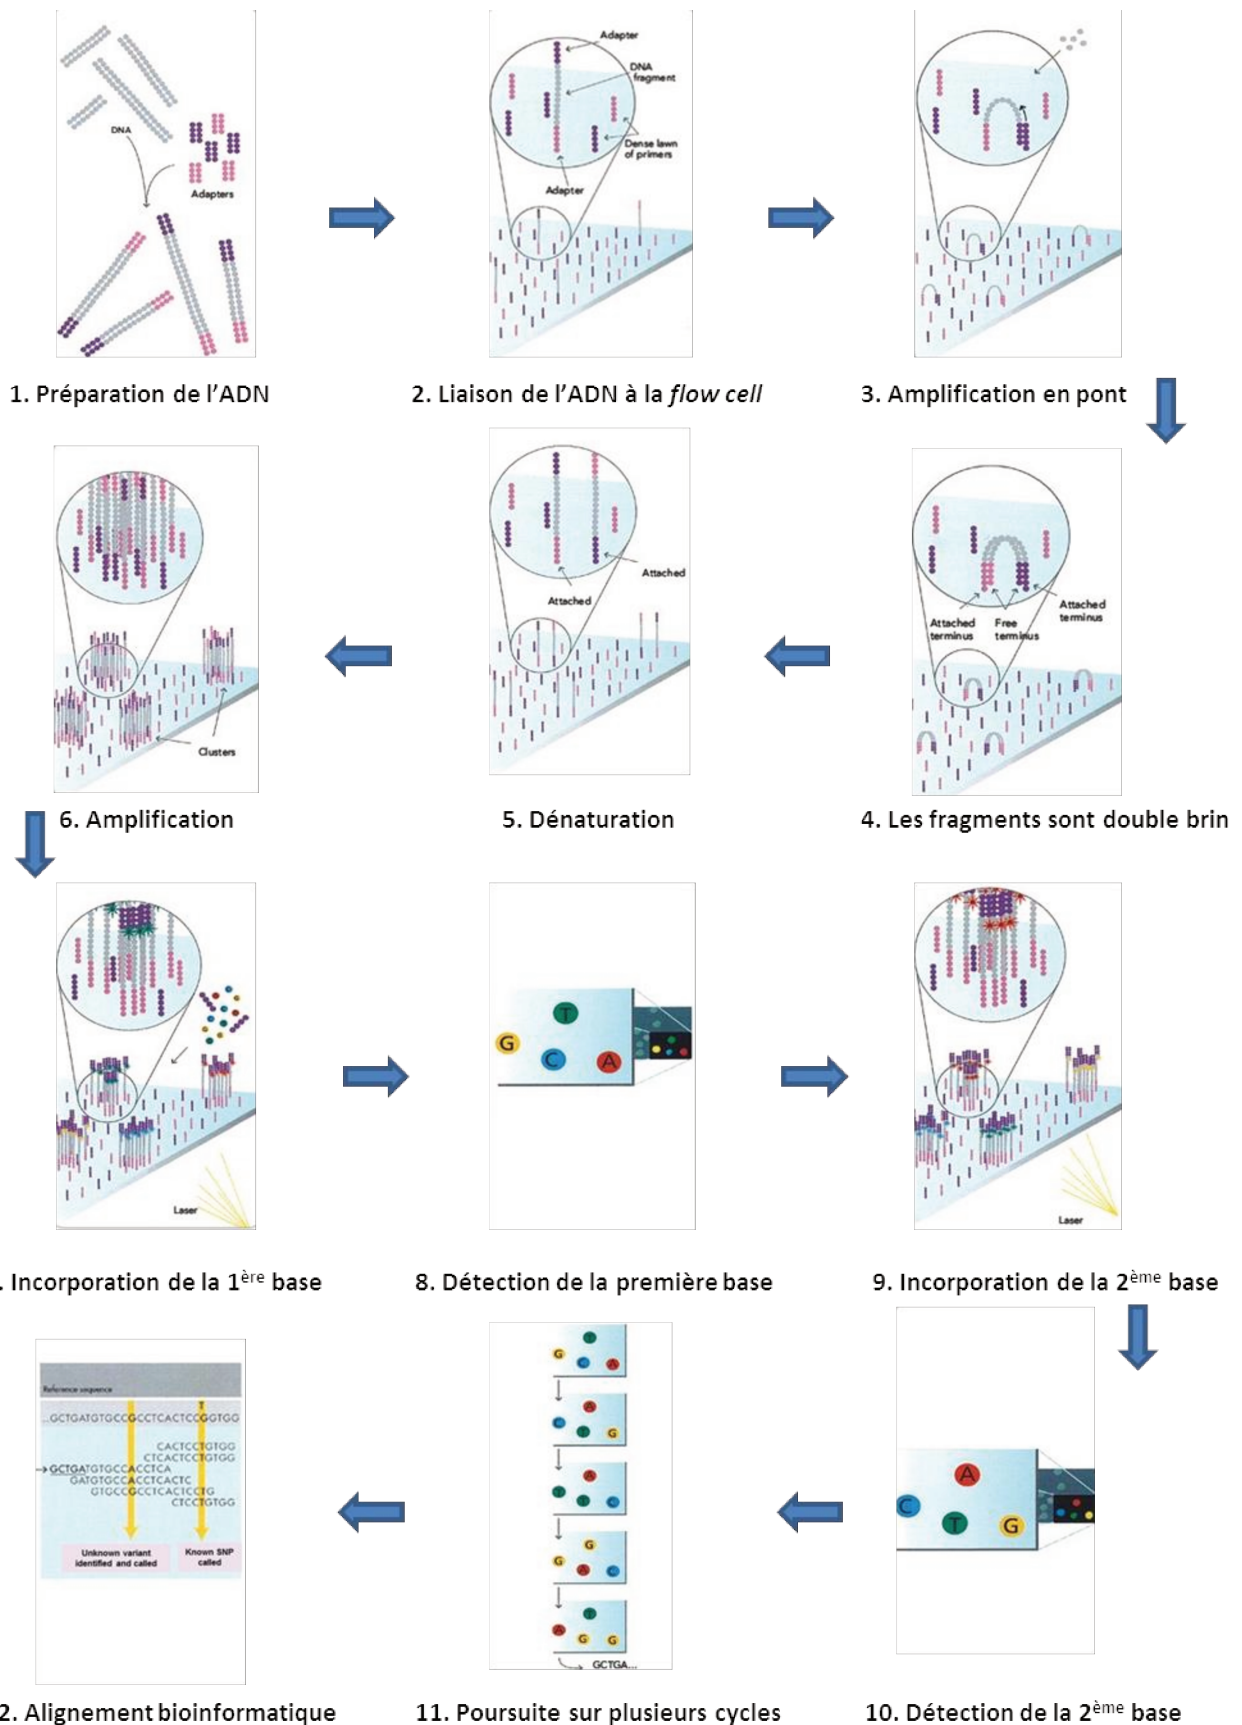 DNA
Adapters
1. Préparation de l'ADN
Adapter
DNA
fragment
Dense lawn
of primers
Adapter
2. Liaison de l'ADN à la flow cell
3. Amplification en pont
Clusters
6. Amplification
Attached
Attached
5. Dénaturation
Attached
terminus
Free
terminus
Attached
terminus
4. Les fragments sont double brin
Laser
. Incorporation de la 1ère base
T
G
C
A
8. Détection de la première base
Laser
9. Incorporation de la 2ème base
Reference sequence
T
...GCTGATGTGCCGCCTCACTCCGGTGG
CACTCCTGTGG
CTCACTCCTGTGG
GCTGATGTGCCACCTCA
GATGTGCCACCTCACTC
GTGCCGCCTCACTCCTG
CTCCTGTGG
Unknown variant
identified and called
Known SNP
called
2. Alignement bioinformatique
T
G
C
A
A
C
T
G
A
T
T
C
G
G
A
C
T
A
G
G
GCTGA...
11. Poursuite sur plusieurs cycles
A
C
T
G
10. Détection de la 2ème base